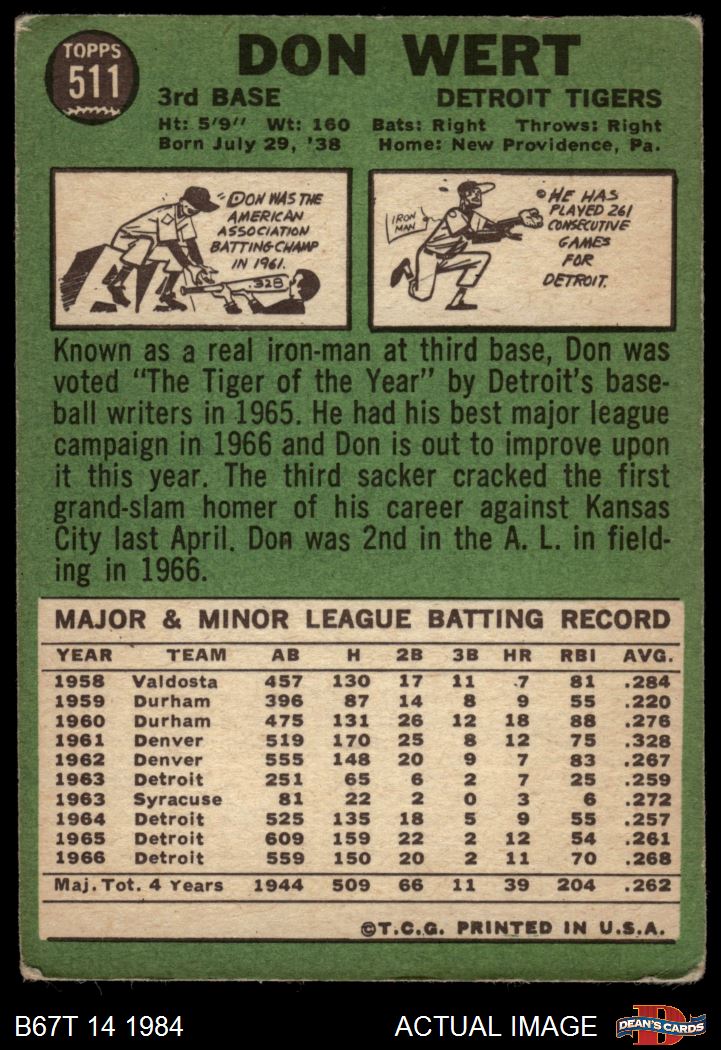 TOPPS
511
DON WERT
3rd BASE DETROIT TIGERS
Ht: 5'9" Wt: 160 Bats: Right Throws: Right
Born July 29, '38 Home: New Providence, Pa.
"DON WAS THE
AMERICAN
ASSOCIATION
BATTING CHAMP
IN 1961.
.328
IRON
MAN
HE HAS
PLAYED 261
CONSECUTIVE
GAMES
FOR
DETROIT.
Known as a real iron-man at third base, Don was
voted "The Tiger of the Year" by Detroit's base-
ball writers in 1965. He had his best major league
campaign in 1966 and Don is out to improve upon
it this year. The third sacker cracked the first
grand-slam homer of his career against Kansas
City last April. Don was 2nd in the A. L. in field-
ing in 1966.
MAJOR & MINOR LEAGUE BATTING RECORD
YEAR TEAM AB H 2B 3B HR RBI AVG.
1958 Valdosta 457 130 17 11 7 81 .284
1959 Durham 396 87 14 8 9 55 .220
1960 Durham 475 131 26 12 18 88 .276
1961 Denver 519 170 25 8 12 75 .328
1962 Denver 555 148 20 9 7 83 .267
1963 Detroit 251 65 6 2 7 25 .259
1963 Syracuse 81 22 2 0 3 6 .272
1964 Detroit 525 135 18 5 9 55 .257
1965 Detroit 609 159 22 2 12 54 .261
1966 Detroit 559 150 20 2 11 70 .268
Maj. Tot. 4 Years 1944 509 66 11 39 204 .262
©T.C.G. PRINTED IN U.S.A.
B67T 14 1984 ACTUAL IMAGE
D
DEAN'S CARDS